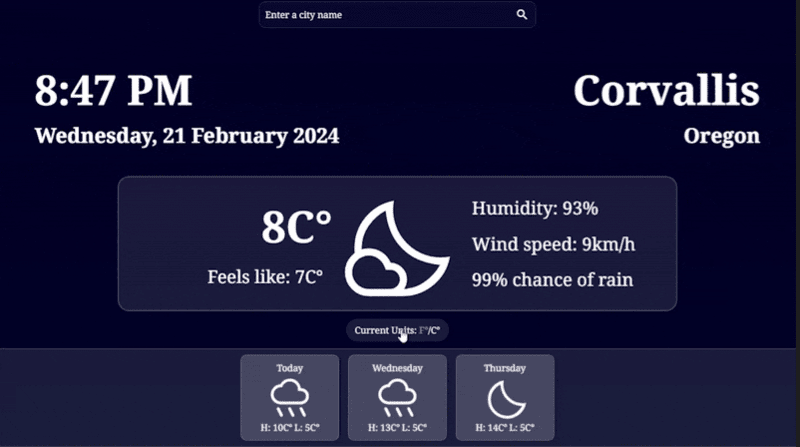 Enter a city name
8:47 PM
Corvallis
Wednesday, 21 February 2024
Oregon
8C°
Feels like: 7C°
Humidity: 93%
Wind speed: 9km/h
99% chance of rain
Current Units: F°/C°
Today
H: 10C° L: 5C°
Wednesday
H: 13C° L: 5C°
Thursday
H: 14C° L: 5C°